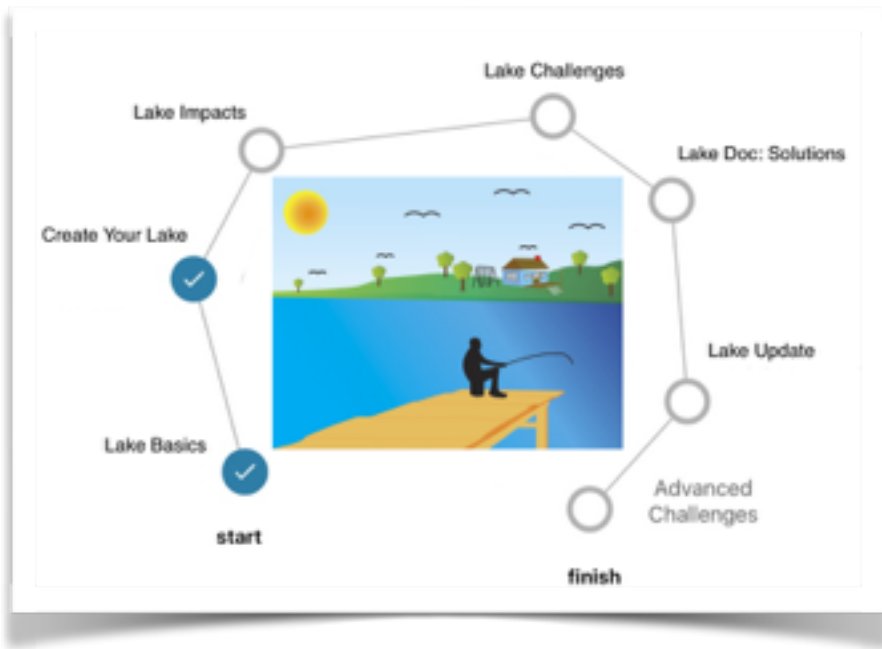 Lake Challenges
Lake Impacts
Lake Doc: Solutions
Create Your Lake
Lake Update
Lake Basics
Advanced
Challenges
start
finish